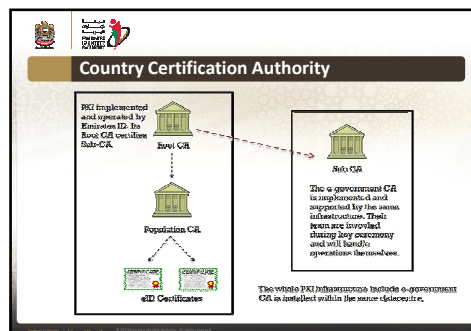 Country Certification Authority
PKI implemented
and operated by
Emirates ID. Its
Root CA certifies
Sub-CA.
Root CA
Population CA
eID Certificates
Sub CA
The e-government CA
is implemented and
supported by the same
infrastructure. Their
team are invovled
during key ceremony
and will handle
operations themselves.
The whole PKI infrastructure include e-government
CA is installed within the same datacentre.